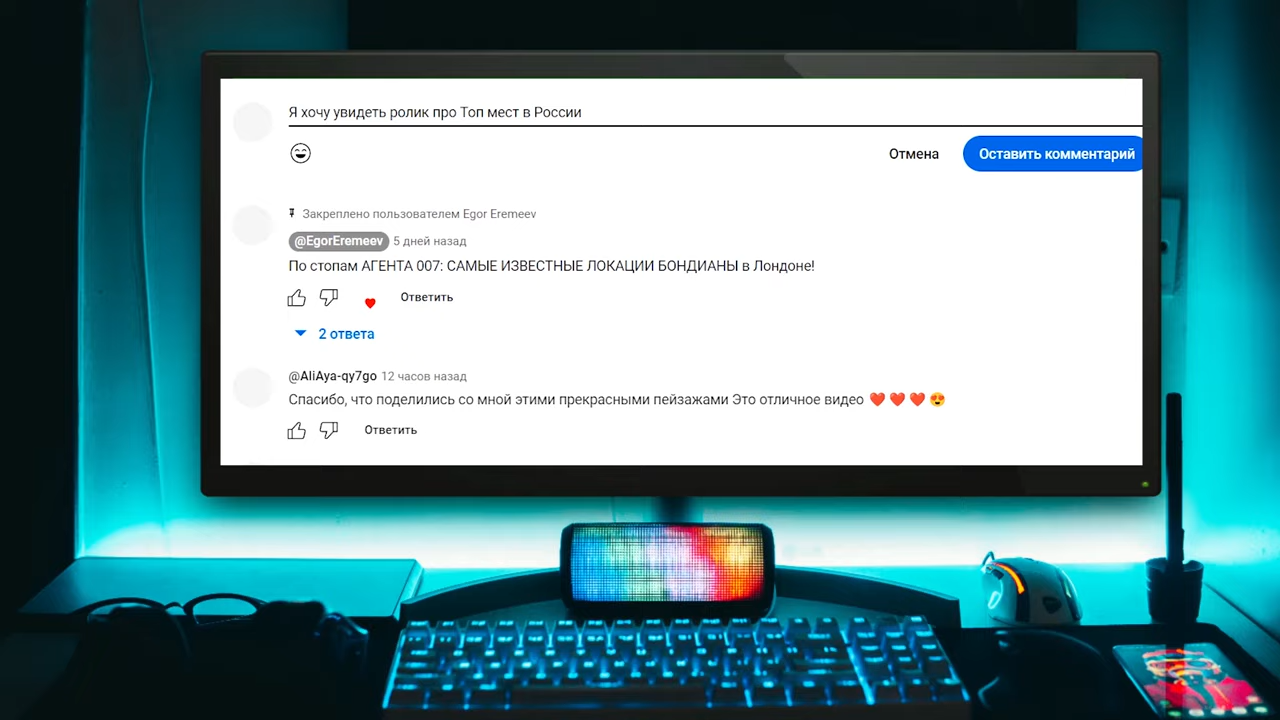 Я хочу увидеть ролик про Топ мест в России
Отмена
Оставить комментарий
Закреплено пользователем Egor Eremeev
@EgorEremeev 5 дней назад
По стопам АГЕНТА 007: САМЫЕ ИЗВЕСТНЫЕ ЛОКАЦИИ БОНДИАНЫ в Лондоне!
Ответить
2 ответа
@AliAya-qy7go 12 часов назад
Спасибо, что поделились со мной этими прекрасными пейзажами Это отличное видео ❤️ ❤️ ❤️ 😍
Ответить